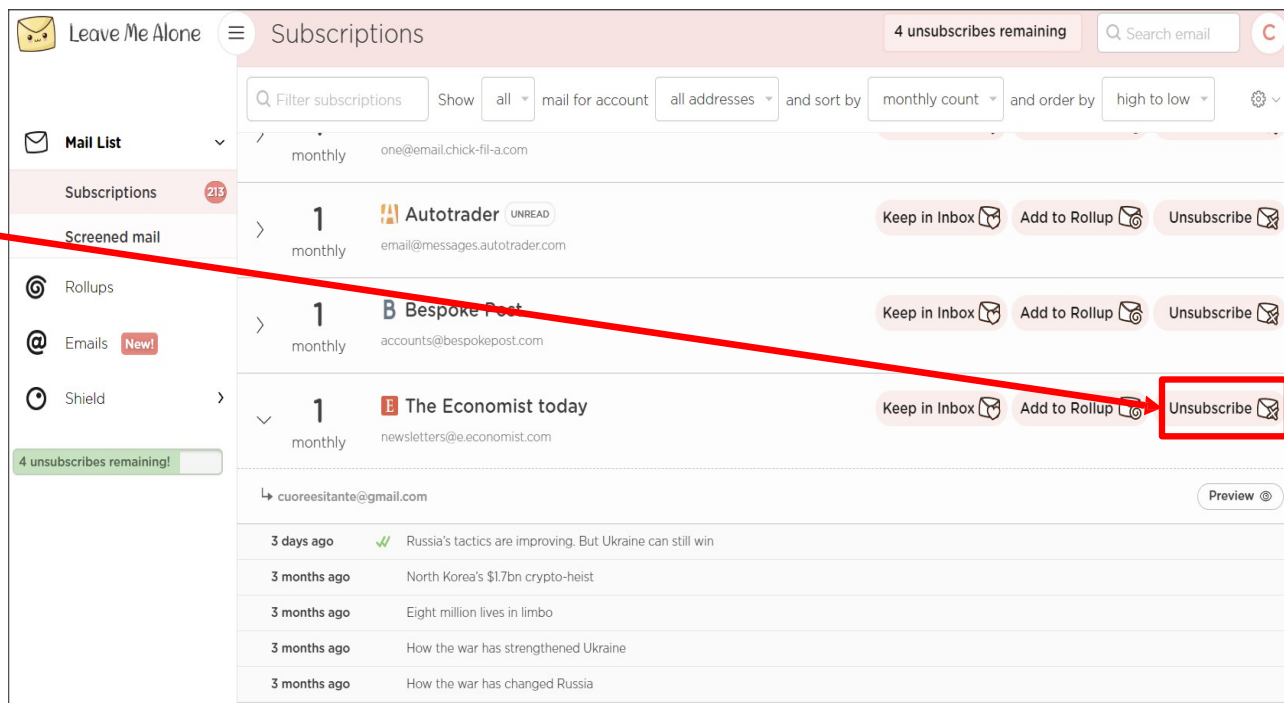 Leave Me Alone
Subscriptions
4 unsubscribes remaining
Search email
C
Filter subscriptions Show all mail for account all addresses and sort by monthly count and order by high to low
Mail List
Subscriptions 213
Screened mail
Rollups
@ Emails New!
Shield
4 unsubscribes remaining!
monthly one@email.chick-fil-a.com
1 Autotrader UNREAD Keep in Inbox Add to Rollup Unsubscribe
monthly email@messages.autotrader.com
1 B Bespoke Post Keep in Inbox Add to Rollup Unsubscribe
monthly accounts@bespokepost.com
1 E The Economist today Keep in Inbox Add to Rollup Unsubscribe
monthly newsletters@e.economist.com
cuoreesitante@gmail.com Preview
3 days ago Russia's tactics are improving. But Ukraine can still win
3 months ago North Korea's $1.7bn crypto-heist
3 months ago Eight million lives in limbo
3 months ago How the war has strengthened Ukraine
3 months ago How the war has changed Russia